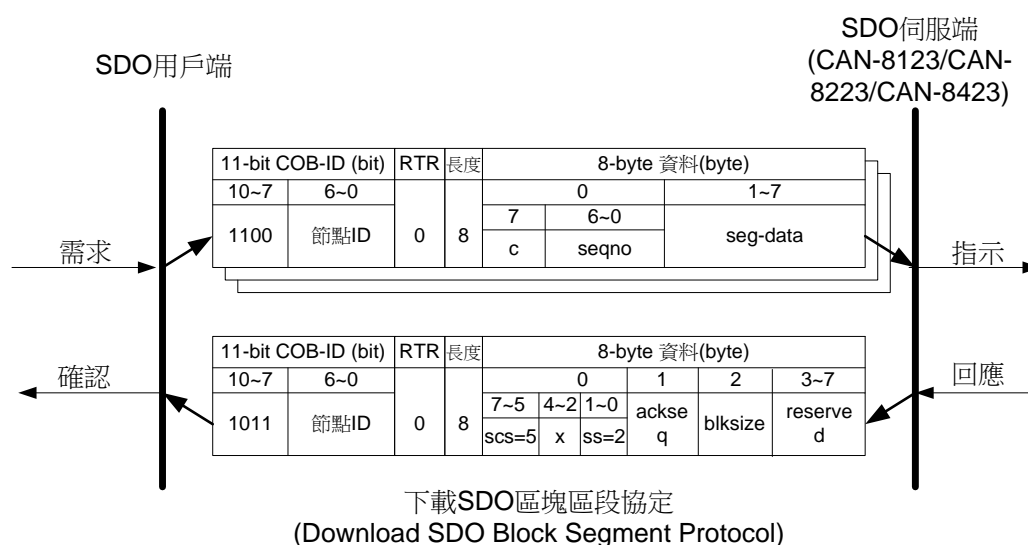 SDO用戶端
SDO伺服端
(CAN-8123/CAN-
8223/CAN-8423)
11-bit COB-ID (bit) RTR 長度 8-byte 資料(byte)
10~7 6~0 0 1~7
7 6~0
1100 節點ID 0 8 c seqno seg-data
需求 指示
11-bit COB-ID (bit) RTR 長度 8-byte 資料(byte)
10~7 6~0 0 1 2 3~7
7~5 4~2 1~0
1011 節點ID 0 8 scs=5 x ss=2 ackse
q blksize reserve
d
確認 回應
下載SDO區塊區段協定
(Download SDO Block Segment Protocol)